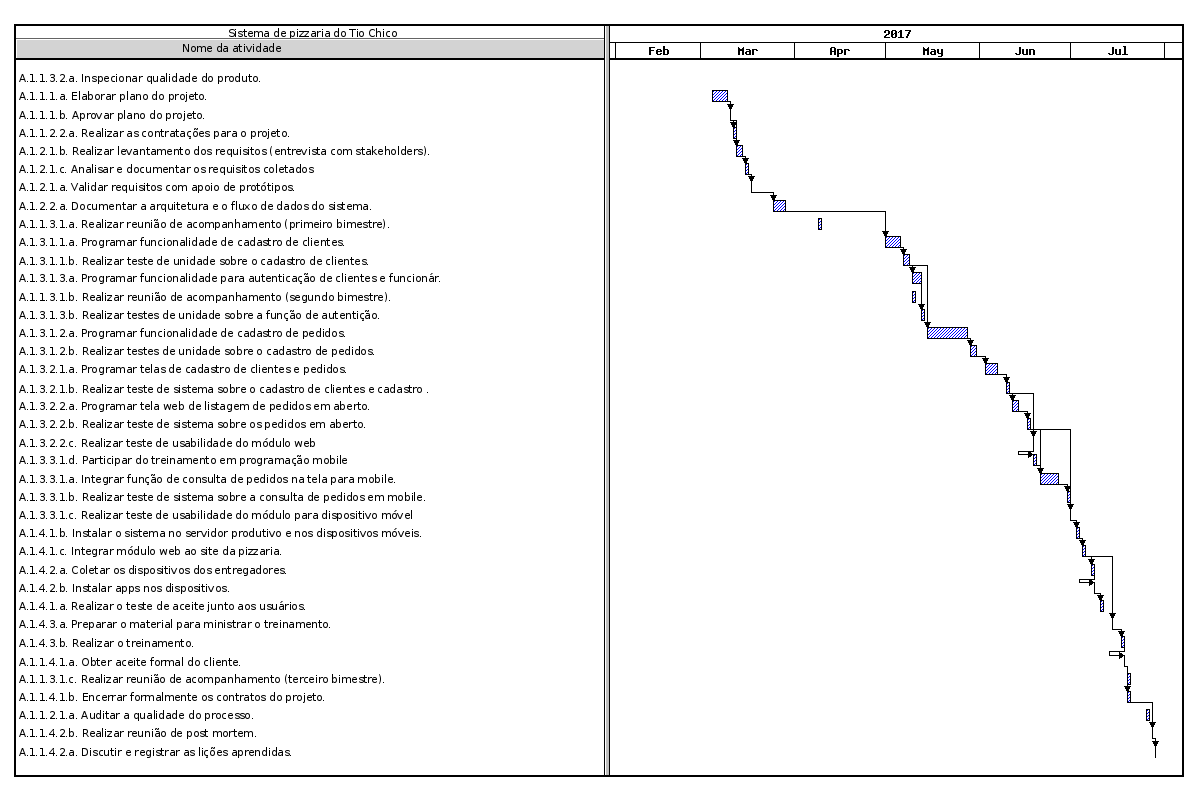 Sistema de pizzaria do Tio Chico
2017
Nome da atividade
Feb Mar Apr May Jun Jul
A.1.1.3.2.a. Inspecionar qualidade do produto.
A.1.1.1.a. Elaborar plano do projeto.
A.1.1.1.b. Aprovar plano do projeto.
A.1.1.2.2.a. Realizar as contratações para o projeto.
A.1.2.1.b. Realizar levantamento dos requisitos (entrevista com stakeholders).
A.1.2.1.c. Analisar e documentar os requisitos coletados
A.1.2.1.a. Validar requisitos com apoio de protótipos.
A.1.2.2.a. Documentar a arquitetura e o fluxo de dados do sistema.
A.1.1.3.1.a. Realizar reunião de acompanhamento (primeiro bimestre).
A.1.3.1.1.a. Programar funcionalidade de cadastro de clientes.
A.1.3.1.1.b. Realizar teste de unidade sobre o cadastro de clientes.
A.1.3.1.3.a. Programar funcionalidade para autenticação de clientes e funcionár.
A.1.1.3.1.b. Realizar reunião de acompanhamento (segundo bimestre).
A.1.3.1.3.b. Realizar testes de unidade sobre a função de autentição.
A.1.3.1.2.a. Programar funcionalidade de cadastro de pedidos.
A.1.3.1.2.b. Realizar testes de unidade sobre o cadastro de pedidos.
A.1.3.2.1.a. Programar telas de cadastro de clientes e pedidos.
A.1.3.2.1.b. Realizar teste de sistema sobre o cadastro de clientes e cadastro .
A.1.3.2.2.a. Programar tela web de listagem de pedidos em aberto.
A.1.3.2.2.b. Realizar teste de sistema sobre os pedidos em aberto.
A.1.3.2.2.c. Realizar teste de usabilidade do módulo web
A.1.3.3.1.d. Participar do treinamento em programação mobile
A.1.3.3.1.a. Integrar função de consulta de pedidos na tela para mobile.
A.1.3.3.1.b. Realizar teste de sistema sobre a consulta de pedidos em mobile.
A.1.3.3.1.c. Realizar teste de usabilidade do módulo para dispositivo móvel
A.1.4.1.b. Instalar o sistema no servidor produtivo e nos dispositivos móveis.
A.1.4.1.c. Integrar módulo web ao site da pizzaria.
A.1.4.2.a. Coletar os dispositivos dos entregadores.
A.1.4.2.b. Instalar apps nos dispositivos.
A.1.4.1.a. Realizar o teste de aceite junto aos usuários.
A.1.4.3.a. Preparar o material para ministrar o treinamento.
A.1.4.3.b. Realizar o treinamento.
A.1.1.4.1.a. Obter aceite formal do cliente.
A.1.1.3.1.c. Realizar reunião de acompanhamento (terceiro bimestre).
A.1.1.4.1.b. Encerrar formalmente os contratos do projeto.
A.1.1.2.1.a. Auditar a qualidade do processo.
A.1.1.4.2.b. Realizar reunião de post mortem.
A.1.1.4.2.a. Discutir e registrar as lições aprendidas.